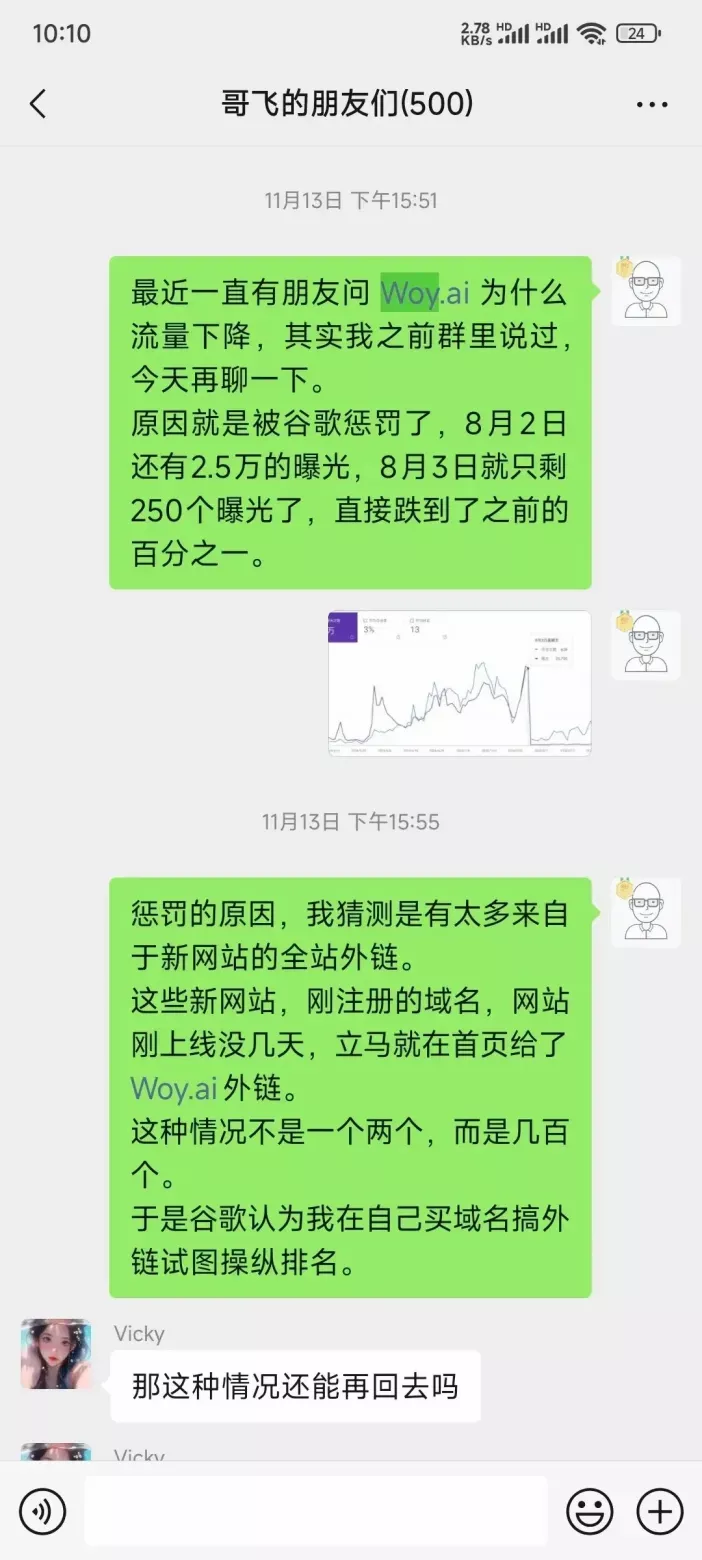 10:10
2.78 KB/s HD HD 24
哥飞的朋友们(500)
11月13日 下午15:51
最近一直有朋友问 Woy.ai 为什么
流量下降，其实我之前群里说过，
今天再聊一下。
原因就是被谷歌惩罚了，8月2日
还有2.5万的曝光，8月3日就只剩
250个曝光了，直接跌到了之前的
百分之一。
万 3% 13
11月13日 下午15:55
惩罚的原因，我猜测是有太多来自
于新网站的全站外链。
这些新网站，刚注册的域名，网站
刚上线没几天，立马就在首页给了
Woy.ai 外链。
这种情况不是一个两个，而是几百
个。
于是谷歌认为我在自己买域名搞外
链试图操纵排名。
Vicky
那这种情况还能再回去吗
Vicky